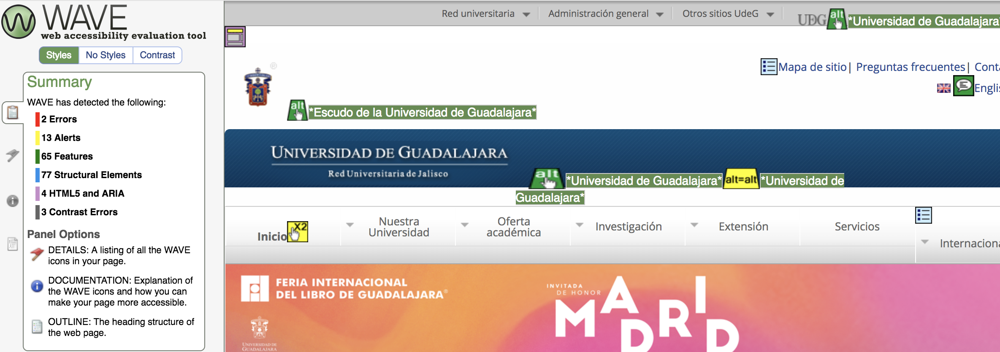 WAVE
web accessibility evaluation tool
Styles
No Styles
Contrast
Summary
WAVE has detected the following:
2 Errors
13 Alerts
65 Features
77 Structural Elements
4 HTML5 and ARIA
3 Contrast Errors
Panel Options
DETAILS: A listing of all the WAVE
icons in your page.
DOCUMENTATION: Explanation of
the WAVE icons and how you can
make your page more accessible.
OUTLINE: The heading structure of
the web page.
Red universitaria
Administración general
Otros sitios UdeG
UDG
alt
*Universidad de Guadalajara*
Mapa de sitio| Preguntas frecuentes| Conta
Englis
®
alt
*Escudo de la Universidad de Guadalajara*
UNIVERSIDAD DE GUADALAJARA
Red Universitaria de Jalisco
alt
*Universidad de Guadalajara*
alt=alt
*Universidad de
Guadalajara*
Inicio
X2
Nuestra
Universidad
Oferta
académica
Investigación
Extensión
Servicios
Internaciona
FERIA INTERNACIONAL
DEL LIBRO DE GUADALAJARA®
UNIVERSIDAD DE
GUADALAJARA
INVITADA
DE HONOR
MADRID